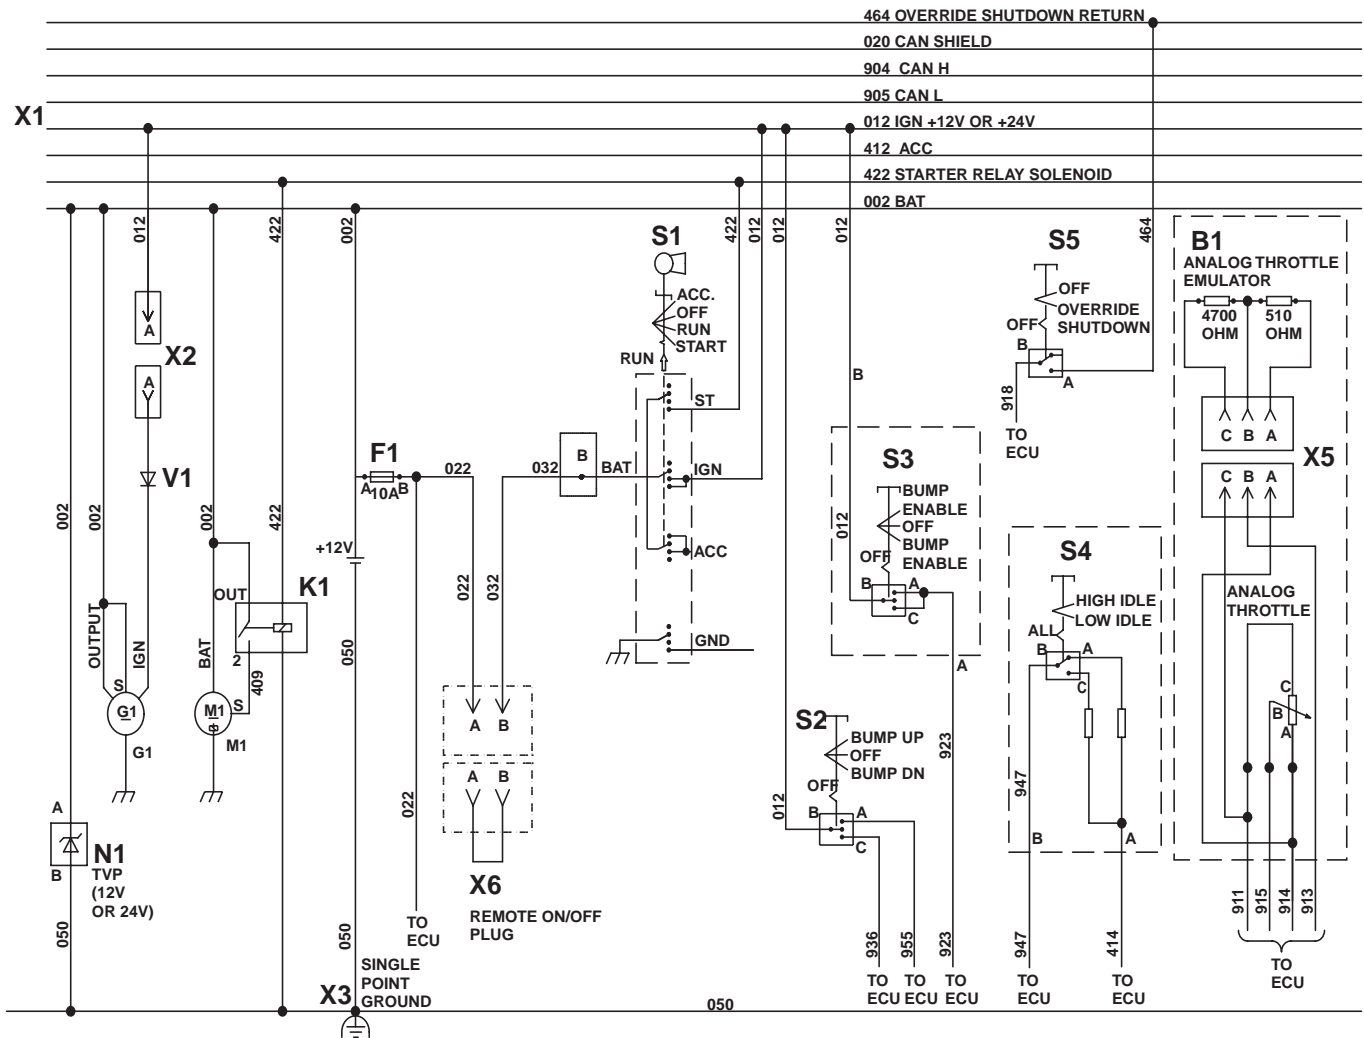 464 OVERRIDE SHUTDOWN RETURN
020 CAN SHIELD
904 CAN H
905 CAN L
X1
012 IGN +12V OR +24V
412 ACC
422 STARTER RELAY SOLENOID
002 BAT
012
422
002
S1
422
012
012
012
S5
464
B1
ANALOG THROTTLE
EMULATOR
ACC.
OFF
RUN
START
OFF
OVERRIDE
SHUTDOWN
OFF
4700
OHM
510
OHM
A
X2
A
RUN
B
A
B
918
TO
ECU
ST
C B A
X5
C B A
V1
F1
A
10A
B
022
032
B
BAT
IGN
S3
BUMP
ENABLE
OFF
BUMP
ENABLE
OFF
012
B
A
C
002
002
002
422
+12V
ACC
S4
HIGH IDLE
LOW IDLE
ALL
B
A
C
ANALOG
THROTTLE
OUT
K1
2
022
032
OUTPUT
IGN
BAT
409
050
GND
A
S
G1
G1
M1
S
M1
A B
A B
S2
BUMP UP
OFF
BUMP DN
OFF
B
A
C
012
923
947
C
B
A
A
N1
B
TVP
(12V
OR 24V)
022
X6
REMOTE ON/OFF
PLUG
B
A
050
050
TO
ECU
936
955
923
947
414
911
915
914
913
TO
ECU
TO
ECU
TO
ECU
TO
ECU
TO
ECU
TO
ECU
X3
SINGLE
POINT
GROUND
050